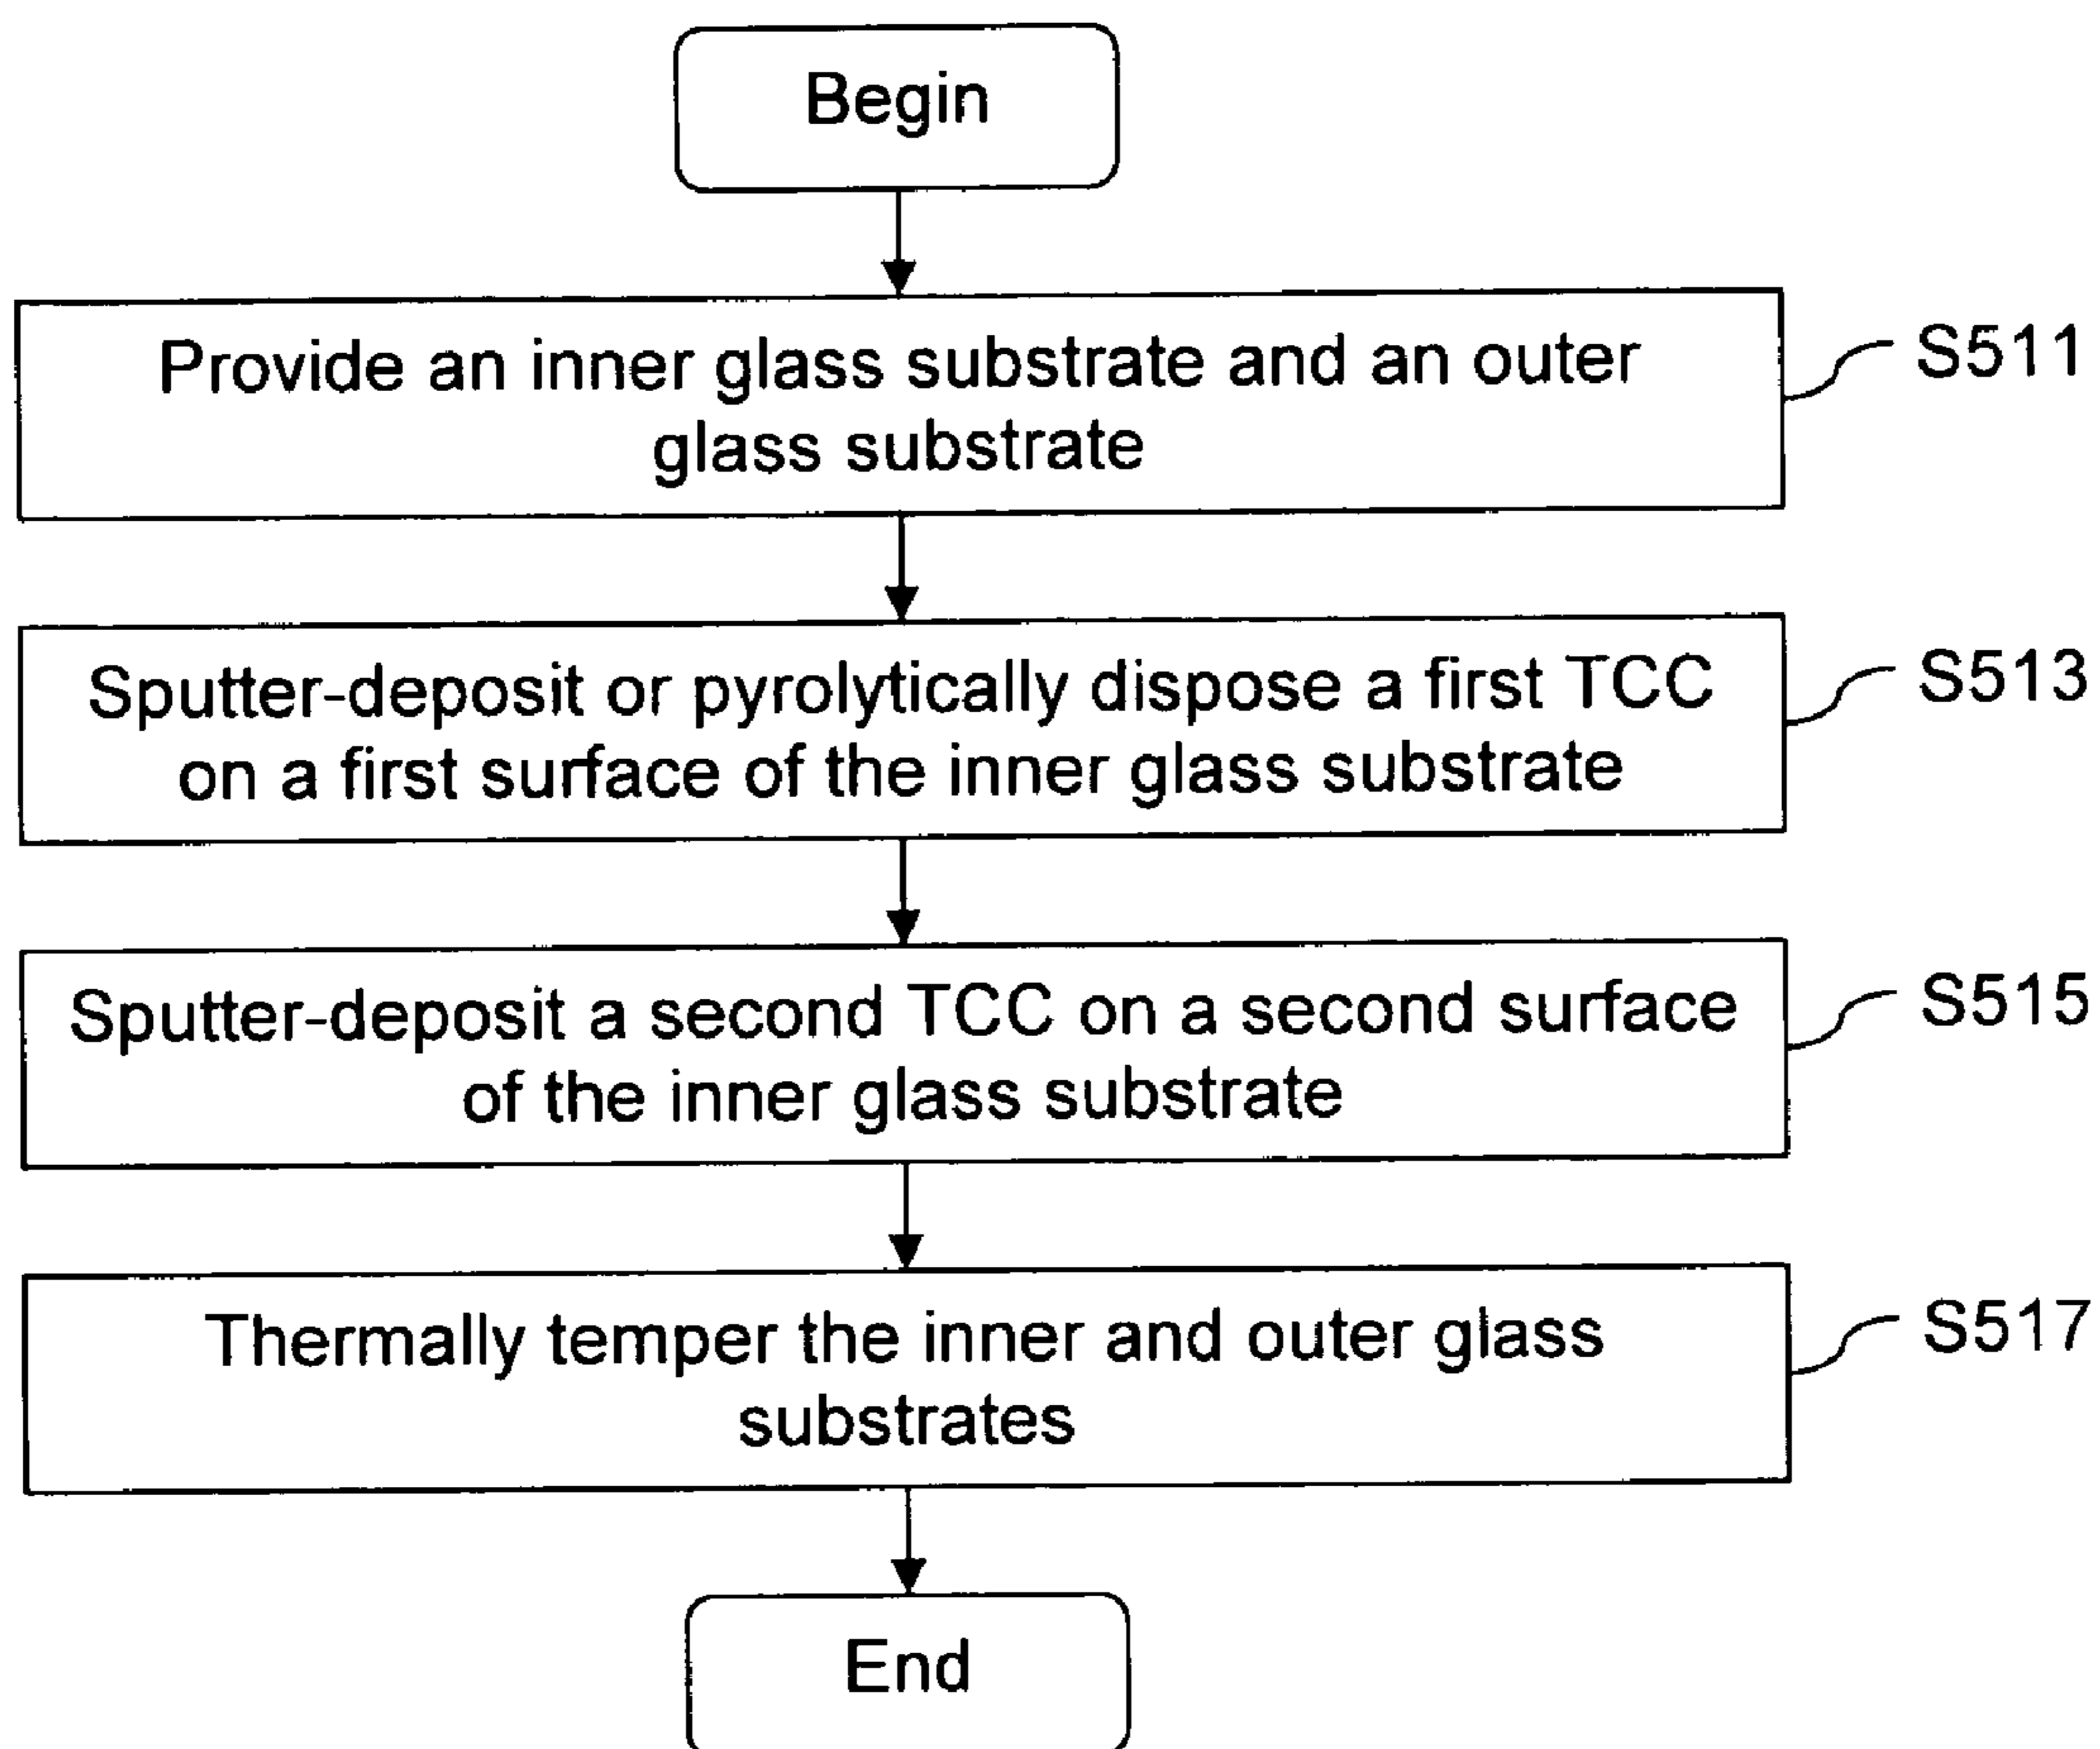 Begin
Provide an inner glass substrate and an outer
glass substrate
S511
Sputter-deposit or pyrolytically dispose a first TCC
on a first surface of the inner glass substrate
S513
Sputter-deposit a second TCC on a second surface
of the inner glass substrate
S515
Thermally temper the inner and outer glass
substrates
S517
End